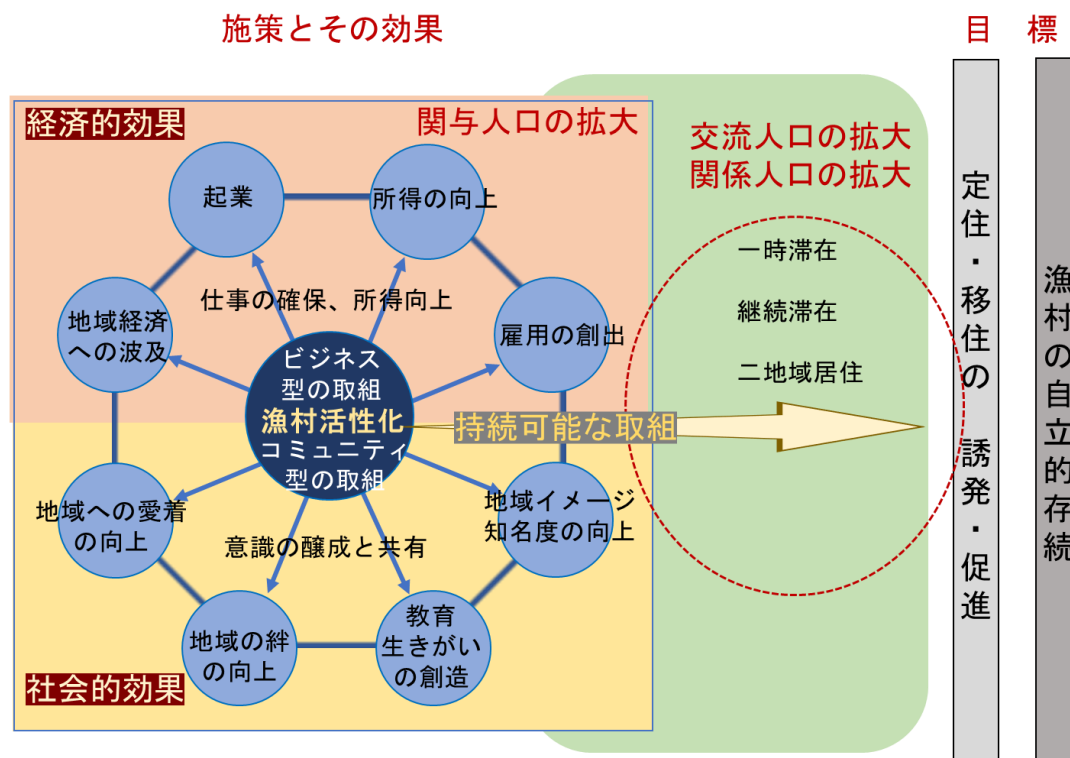 施策とその効果
目　標
経済的効果
関与人口の拡大
交流人口の拡大
関係人口の拡大
起業
所得の向上
仕事の確保、所得向上
地域経済
への波及
雇用の創出
ビジネス
型の取組
漁村活性化
コミュニティ
型の取組
持続可能な取組
一時滞在
継続滞在
二地域居住
地域への愛着
の向上
地域イメージ
知名度の向上
意識の醸成と共有
地域の絆
の向上
教育
生きがい
の創造
社会的効果
定住・移住の　誘発・促進
漁村の自立的存続